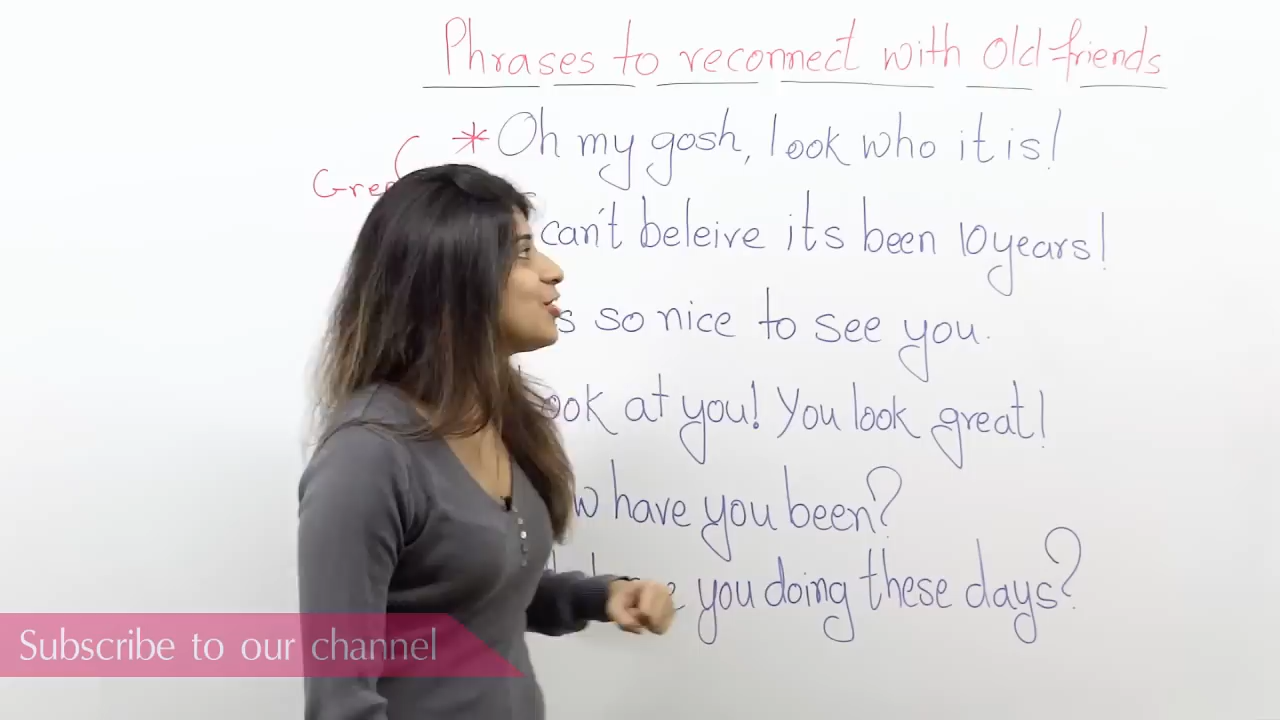 Phrases to reconnect with Old friends
* Oh my gosh, look who it is!
can't beleive its been 10 years!
so nice to see you.
at you! You look great!
have you been?
you doing these days?
Subscribe to our channel